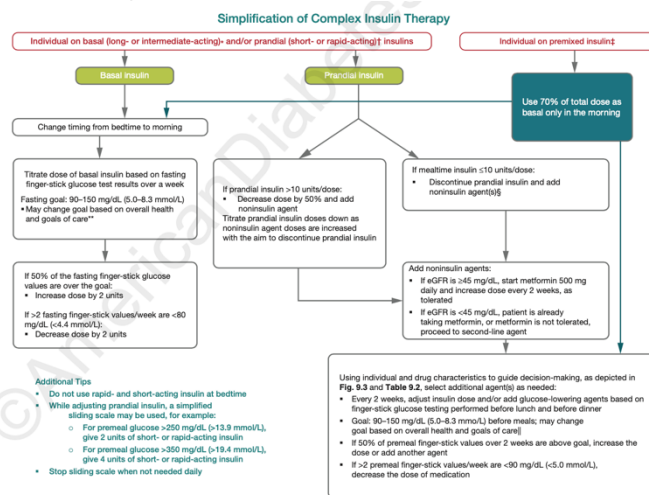 Simplification of Complex Insulin Therapy
Individual on basal (long- or intermediate-acting)- and/or prandial (short- or rapid-acting)† insulins
Individual on premixed insulin‡
Basal insulin
Prandial insulin
Use 70% of total dose as
basal only in the morning
Change timing from bedtime to morning
Titrate dose of basal insulin based on fasting
finger-stick glucose test results over a week
Fasting goal: 90–150 mg/dL (5.0–8.3 mmol/L)
• May change goal based on overall health
and goals of care**
If 50% of the fasting finger-stick glucose
values are over the goal:
• Increase dose by 2 units
If >2 fasting finger-stick values/week are <80
mg/dL (<4.4 mmol/L):
• Decrease dose by 2 units
If prandial insulin >10 units/dose:
• Decrease dose by 50% and add
noninsulin agent
Titrate prandial insulin doses down as
noninsulin agent doses are increased
with the aim to discontinue prandial insulin
If mealtime insulin ≤10 units/dose:
• Discontinue prandial insulin and add
noninsulin agent(s)§
Add noninsulin agents:
• If eGFR is ≥45 mg/dL, start metformin 500 mg
daily and increase dose every 2 weeks, as
tolerated
• If eGFR is <45 mg/dL, patient is already
taking metformin, or metformin is not tolerated,
proceed to second-line agent
Using individual and drug characteristics to guide decision-making, as depicted in
Fig. 9.3 and Table 9.2, select additional agent(s) as needed:
• Every 2 weeks, adjust insulin dose and/or add glucose-lowering agents based on
finger-stick glucose testing performed before lunch and before dinner
• Goal: 90–150 mg/dL (5.0–8.3 mmol/L) before meals; may change
goal based on overall health and goals of care||
• If 50% of premeal finger-stick values over 2 weeks are above goal, increase the
dose or add another agent
• If >2 premeal finger-stick values/week are <90 mg/dL (<5.0 mmol/L),
decrease the dose of medication
Additional Tips
• Do not use rapid- and short-acting insulin at bedtime
• While adjusting prandial insulin, a simplified
sliding scale may be used, for example:
○ For premeal glucose >250 mg/dL (>13.9 mmol/L),
give 2 units of short- or rapid-acting insulin
○ For premeal glucose >350 mg/dL (>19.4 mmol/L),
give 4 units of short- or rapid-acting insulin
• Stop sliding scale when not needed daily
©AmericanDiabetes